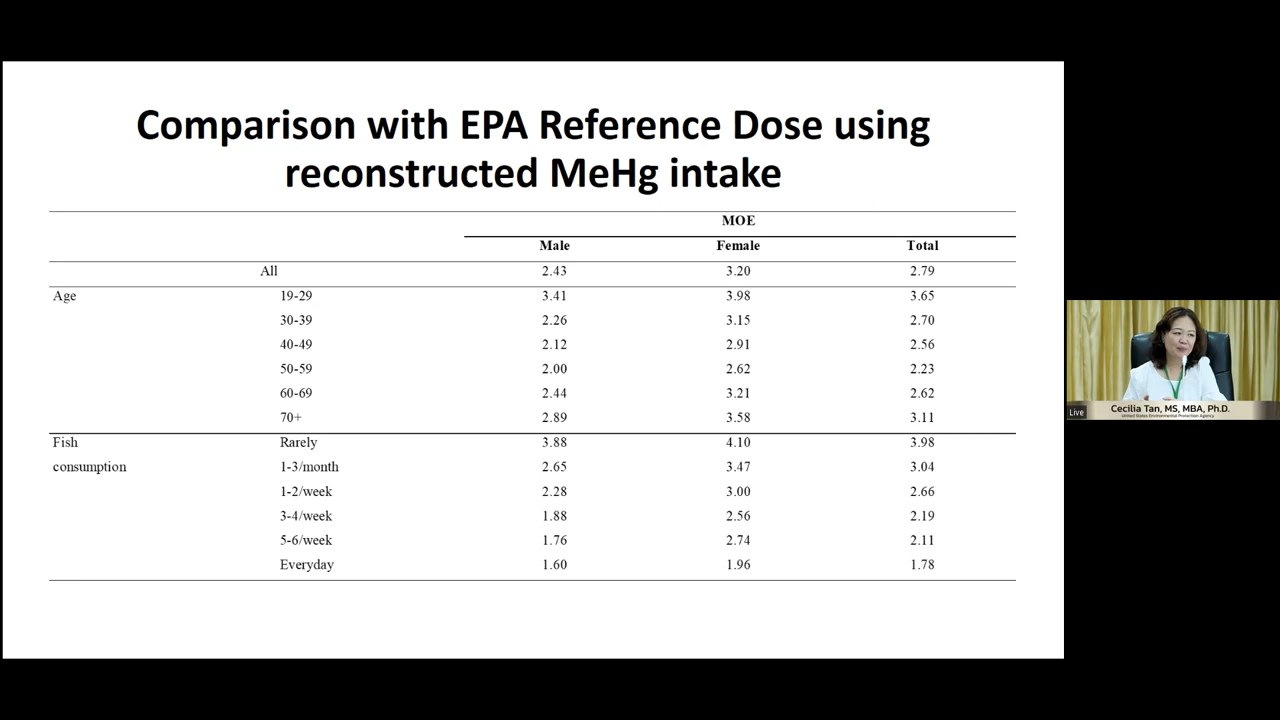 Comparison with EPA Reference Dose using
reconstructed MeHg intake
MOE
Male Female Total
All 2.43 3.20 2.79
Age 19-29 3.41 3.98 3.65
30-39 2.26 3.15 2.70
40-49 2.12 2.91 2.56
50-59 2.00 2.62 2.23
60-69 2.44 3.21 2.62
70+ 2.89 3.58 3.11
Fish Rarely 3.88 4.10 3.98
consumption 1-3/month 2.65 3.47 3.04
1-2/week 2.28 3.00 2.66
3-4/week 1.88 2.56 2.19
5-6/week 1.76 2.74 2.11
Everyday 1.60 1.96 1.78
Live
Cecilia Tan, MS, MBA, Ph.D.
United States Environmental Protection Agency